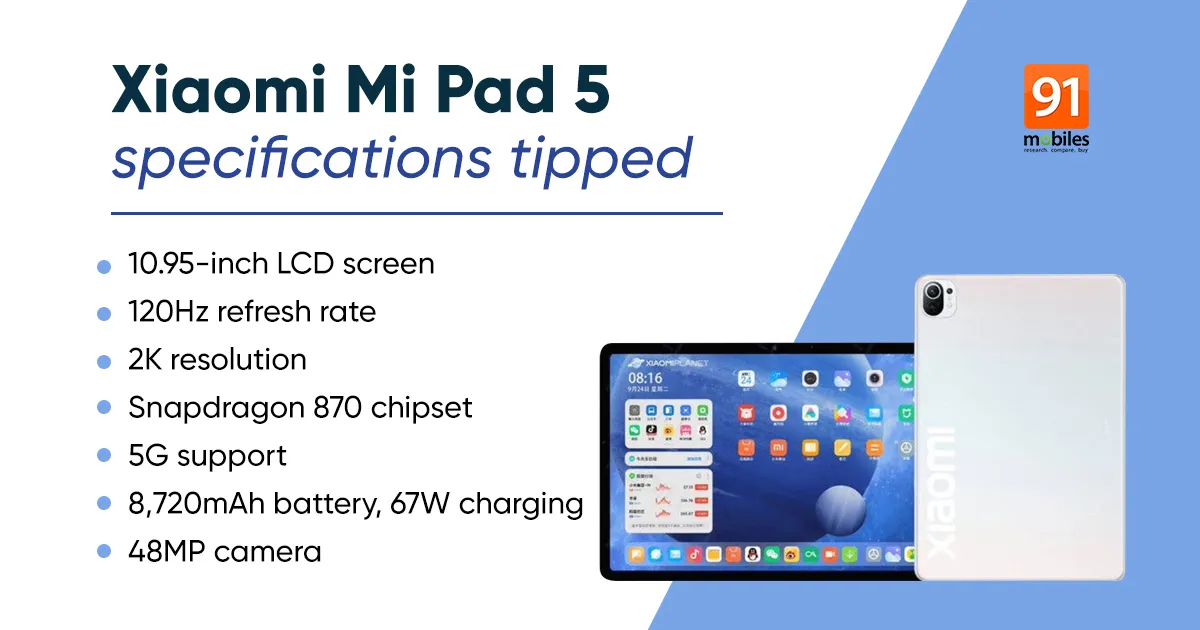 Xiaomi Mi Pad 5
specifications tipped
91
mobiles
research. compare. buy
10.95-inch LCD screen
120Hz refresh rate
2K resolution
Snapdragon 870 chipset
5G support
8,720mAh battery, 67W charging
48MP camera
XIAOMIPLANET
08:16
9月24日 星期二
24
xiaomi